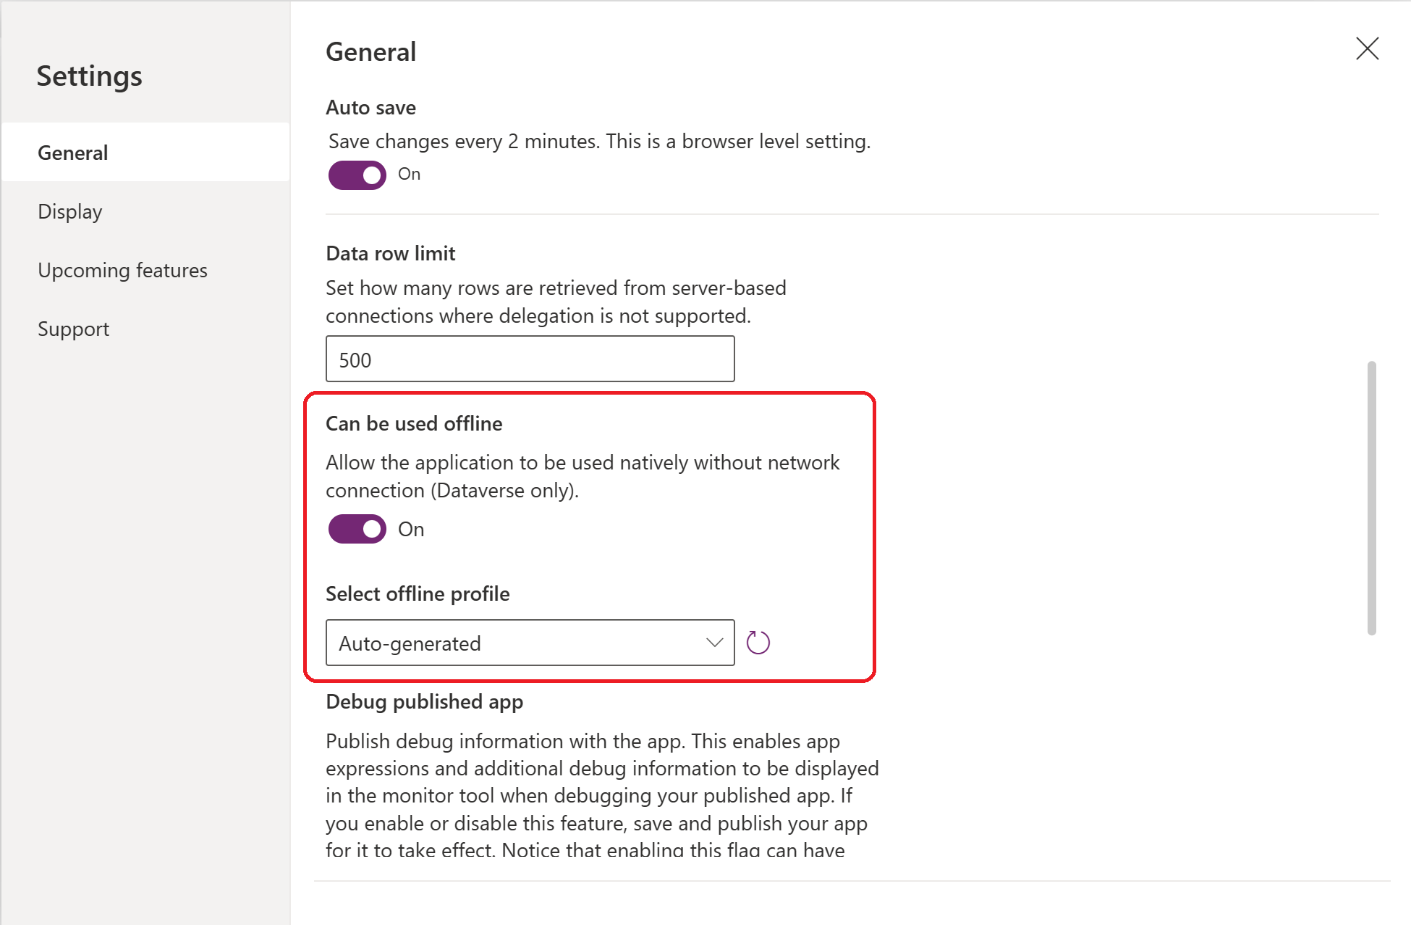 Settings
General
Display
Upcoming features
Support
General
Auto save
Save changes every 2 minutes. This is a browser level setting.
On
Data row limit
Set how many rows are retrieved from server-based
connections where delegation is not supported.
500
Can be used offline
Allow the application to be used natively without network
connection (Dataverse only).
On
Select offline profile
Auto-generated
Debug published app
Publish debug information with the app. This enables app
expressions and additional debug information to be displayed
in the monitor tool when debugging your published app. If
you enable or disable this feature, save and publish your app
for it to take effect. Notice that enabling this flag can have